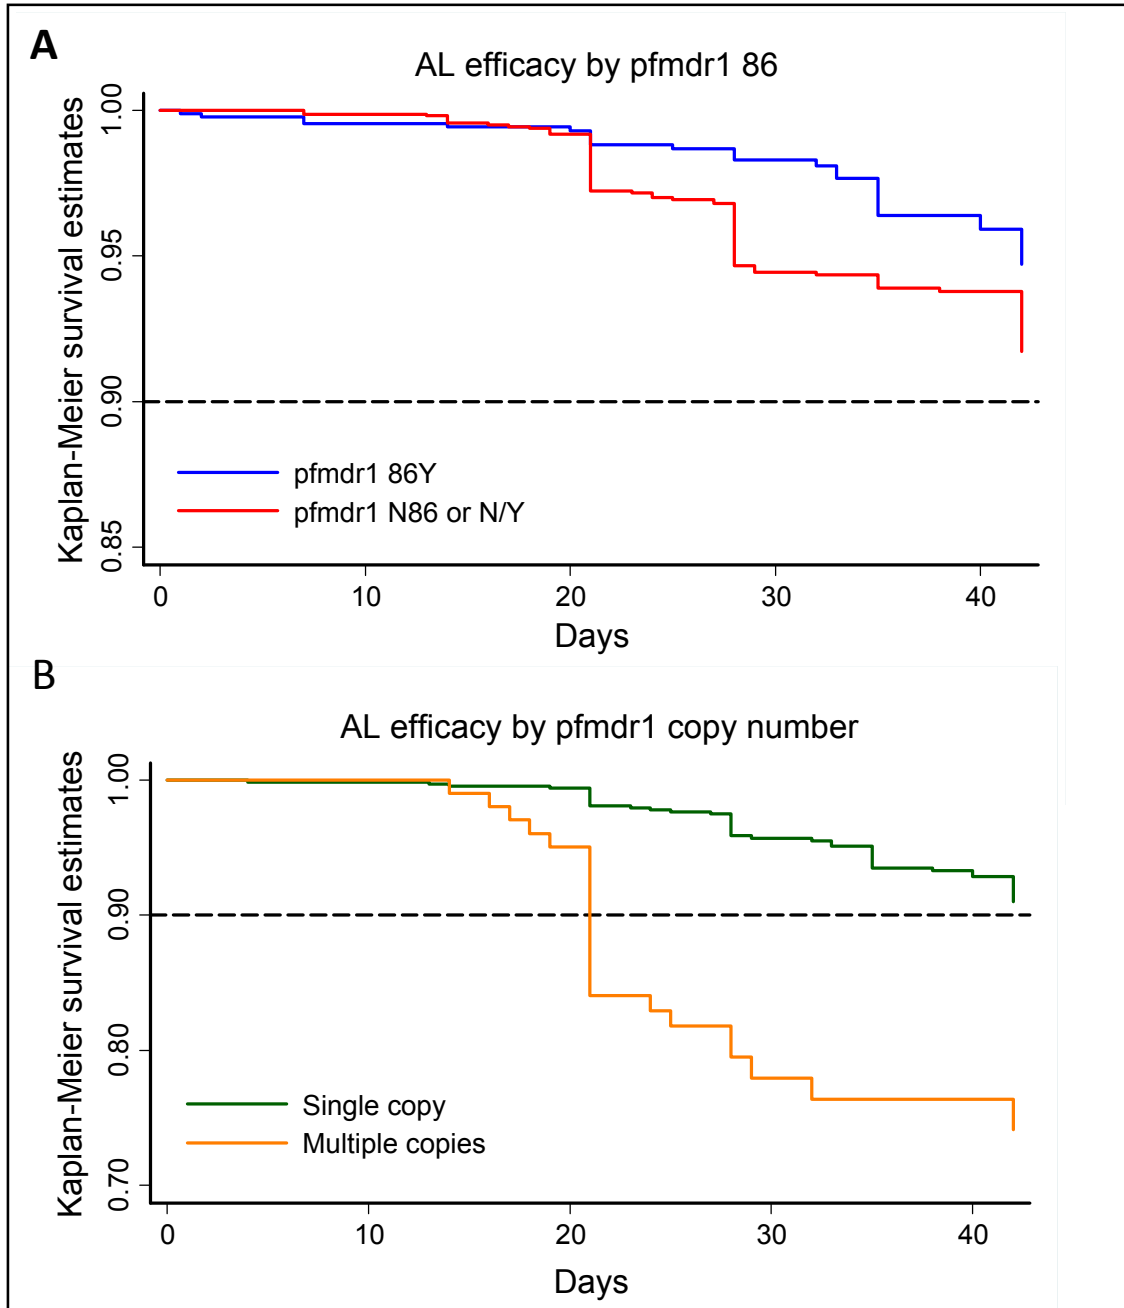 A
AL efficacy by pfmdr1 86
Kaplan-Meier survival estimates
1.00
0.95
0.90
0.85
pfmdr1 86Y
pfmdr1 N86 or N/Y
0 10 20 30 40
Days
B
AL efficacy by pfmdr1 copy number
Kaplan-Meier survival estimates
1.00
0.90
0.80
0.70
Single copy
Multiple copies
0 10 20 30 40
Days